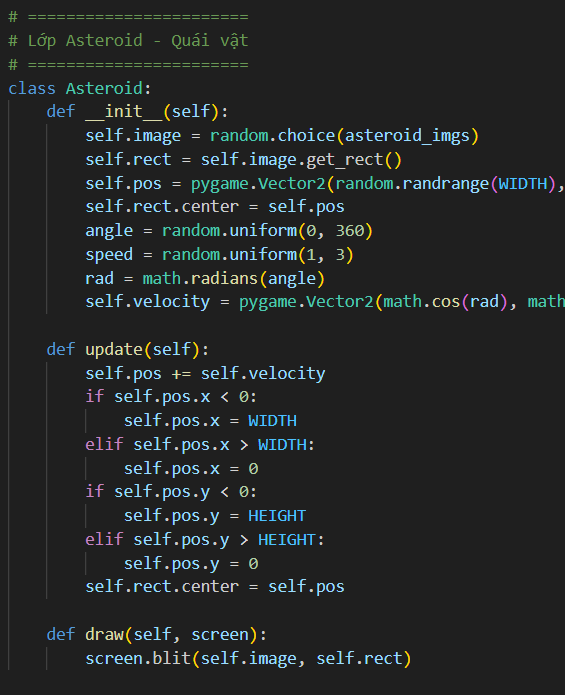 # =======================
# Lớp Asteroid - Quái vật
# =======================
class Asteroid:
    def __init__(self):
        self.image = random.choice(asteroid_imgs)
        self.rect = self.image.get_rect()
        self.pos = pygame.Vector2(random.randrange(WIDTH),
        self.rect.center = self.pos
        angle = random.uniform(0, 360)
        speed = random.uniform(1, 3)
        rad = math.radians(angle)
        self.velocity = pygame.Vector2(math.cos(rad), math
    def update(self):
        self.pos += self.velocity
        if self.pos.x < 0:
            self.pos.x = WIDTH
        elif self.pos.x > WIDTH:
            self.pos.x = 0
        if self.pos.y < 0:
            self.pos.y = HEIGHT
        elif self.pos.y > HEIGHT:
            self.pos.y = 0
        self.rect.center = self.pos
    def draw(self, screen):
        screen.blit(self.image, self.rect)